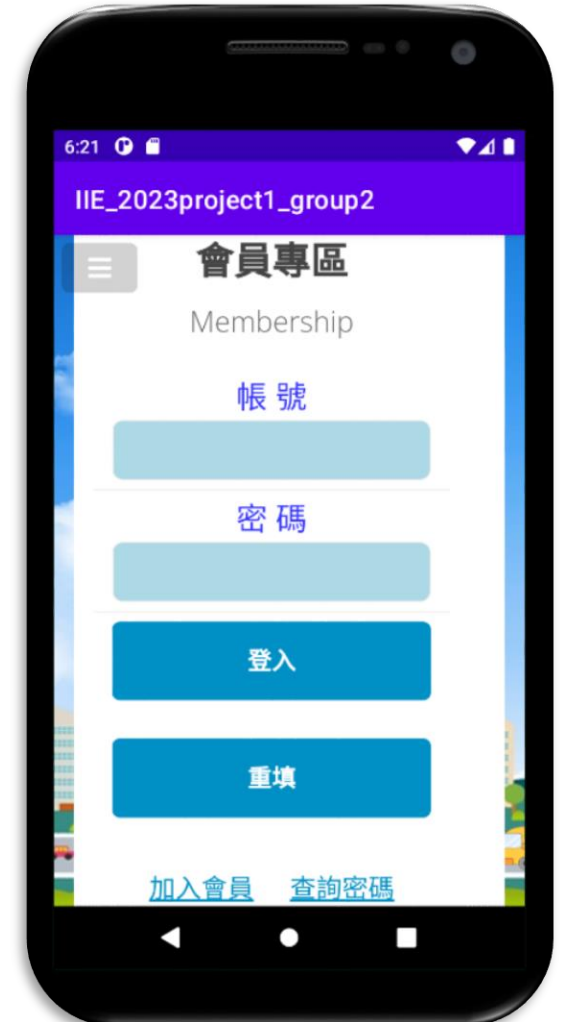 6:21
IIE_2023project1_group2
會員專區
Membership
帳 號
密 碼
登入
重填
加入會員 查詢密碼